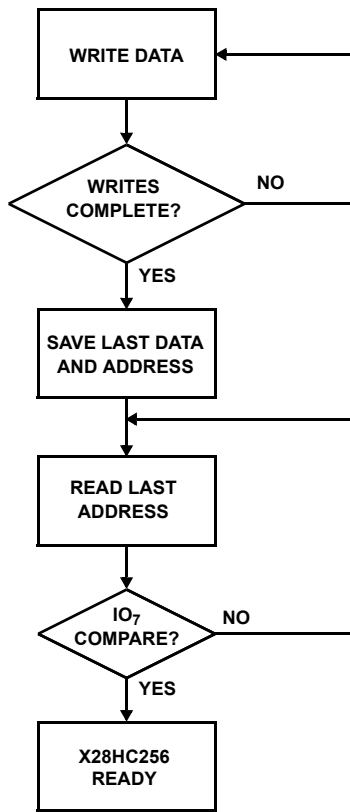 WRITE DATA
WRITES
COMPLETE?
NO
YES
SAVE LAST DATA
AND ADDRESS
READ LAST
ADDRESS
IO₇
COMPARE?
NO
YES
X28HC256
READY